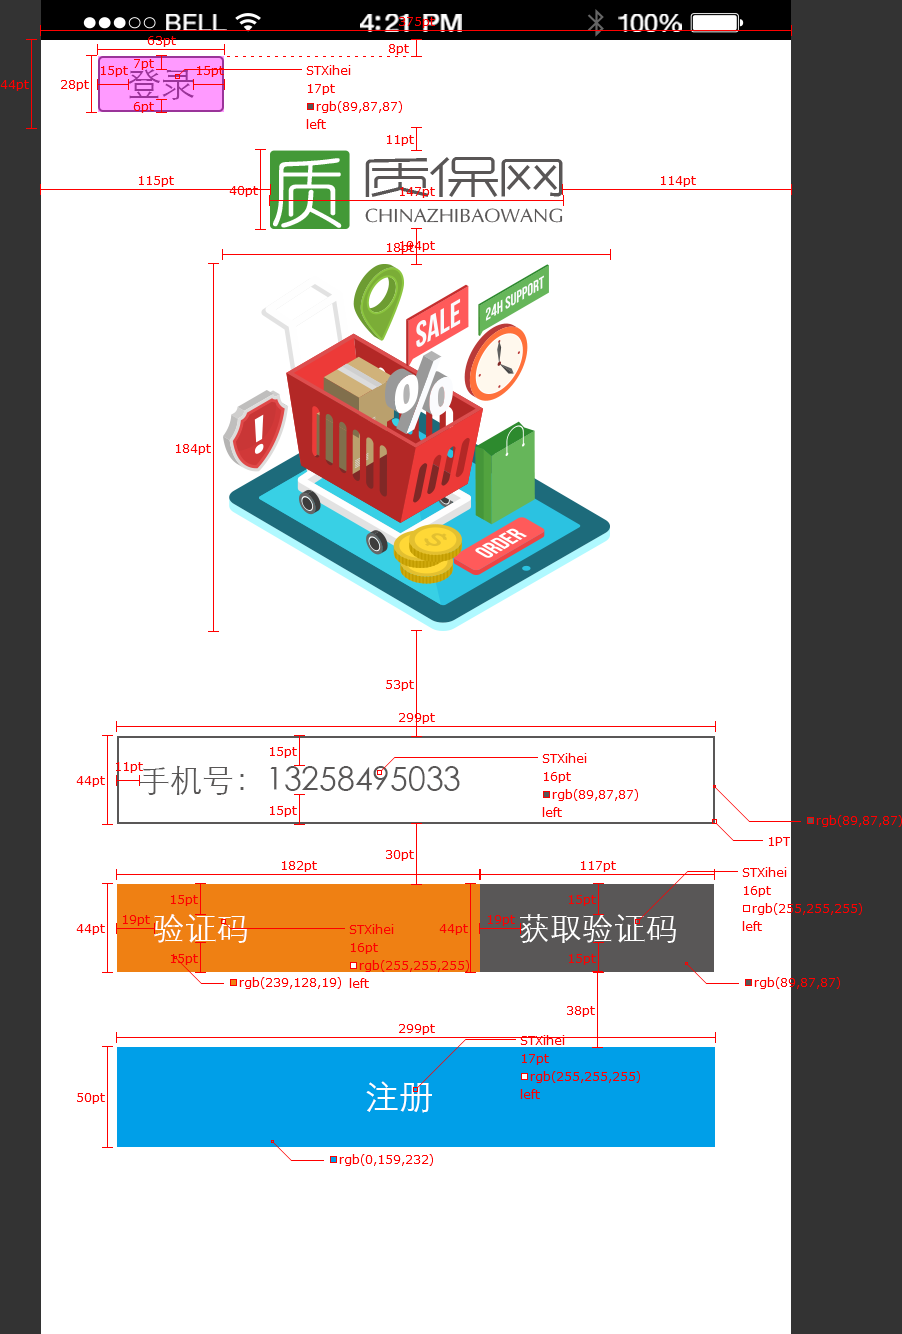 BELL 4:21 PM 100%
375pt
63pt
8pt
44pt
28pt
7pt
15pt
15pt
登录
6pt
STXihei
17pt
rgb(89,87,87)
left
11pt
115pt
114pt
40pt
质
质保网
147pt
CHINAZHIBAOWANG
18pt
194pt
184pt
SALE
24H SUPPORT
%
!
$
ORDER
53pt
299pt
44pt
11pt
15pt
手机号：13258495033
15pt
STXihei
16pt
rgb(89,87,87)
left
rgb(89,87,87)
1PT
30pt
182pt
117pt
44pt
19pt
15pt
验证码
15pt
STXihei
16pt
rgb(255,255,255)
left
rgb(239,128,19)
44pt
19pt
15pt
获取验证码
15pt
STXihei
16pt
rgb(255,255,255)
left
rgb(89,87,87)
38pt
299pt
50pt
注册
STXihei
17pt
rgb(255,255,255)
left
rgb(0,159,232)